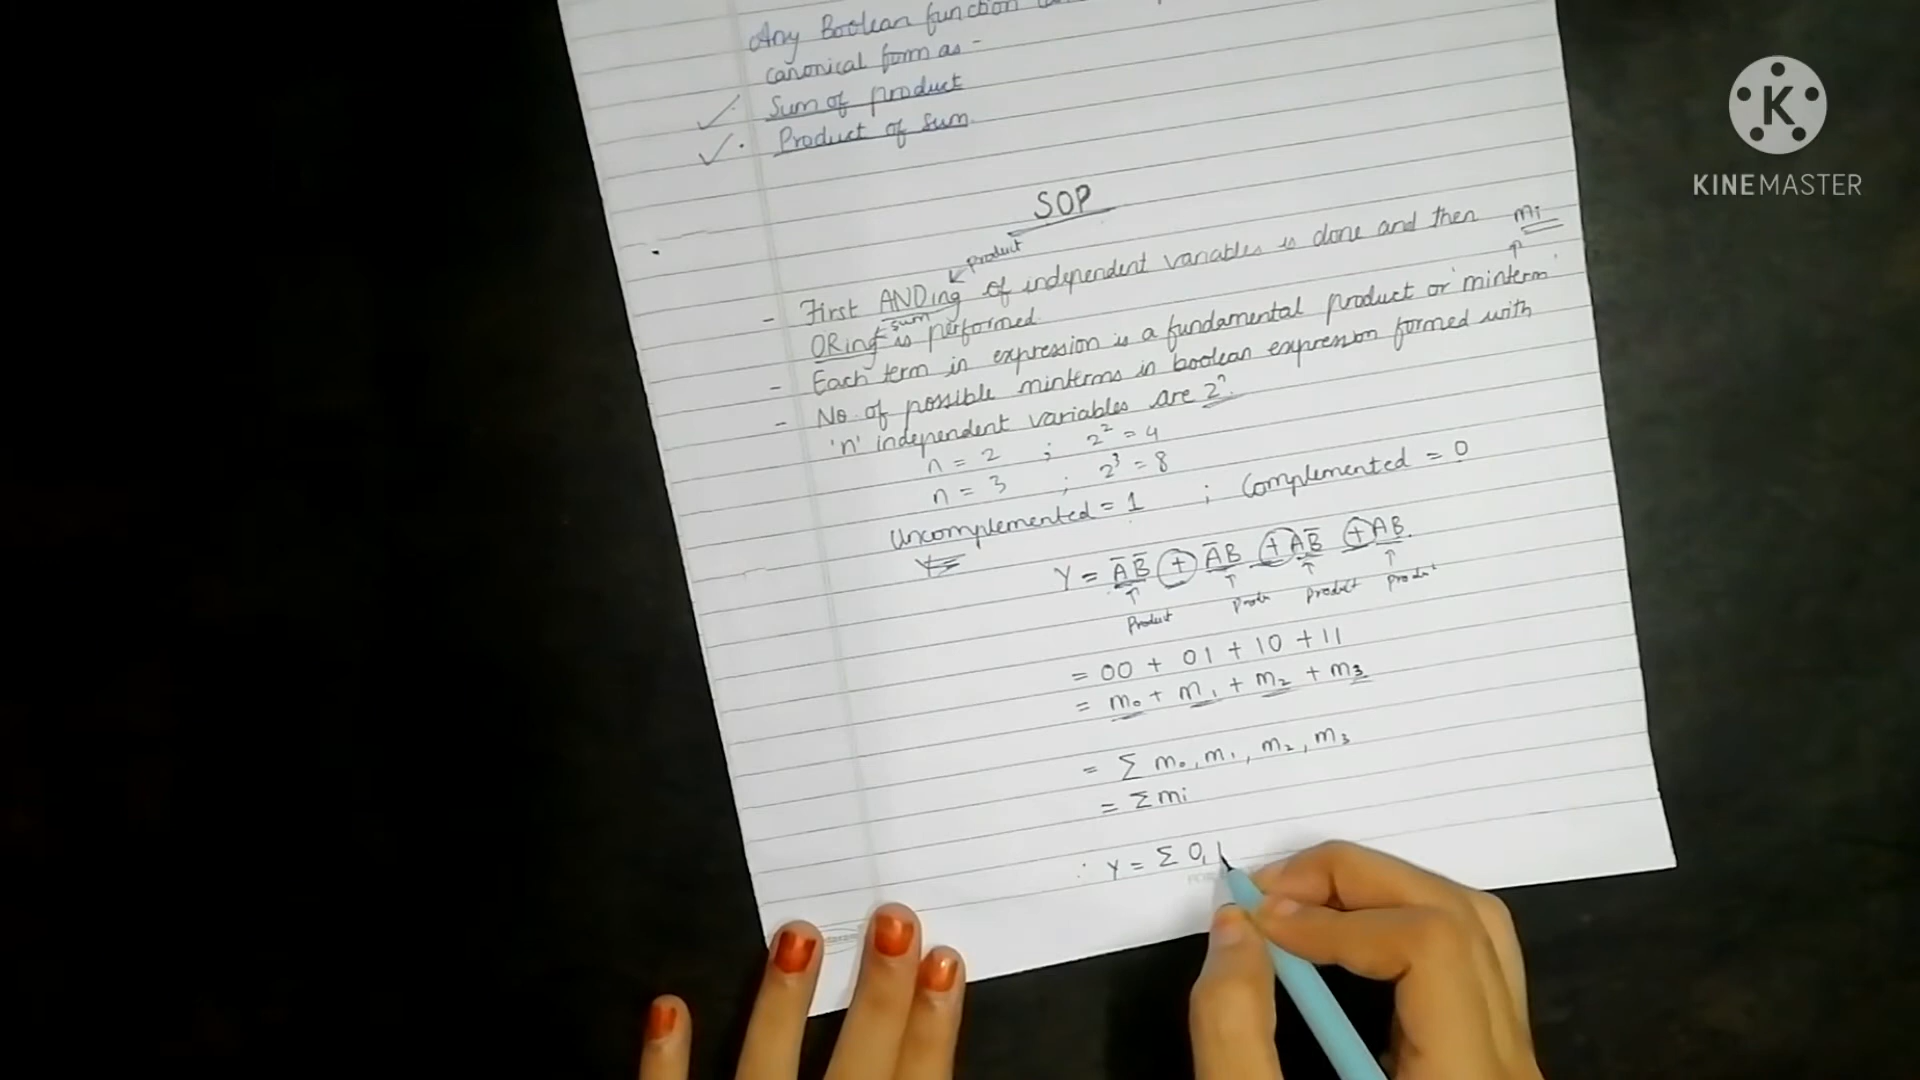 Any Boolean function
canonical form as -
✓ Sum of product
✓ · Product of sum.
KINEMASTER
SOP
product
mi
- First ANDing of independent variables is done and then
sum
ORing is performed.
- Each term in expression is a fundamental product or 'minterm'
- No. of possible minterms in boolean expression formed with
'n' independent variables are 2ⁿ.
n = 2 ; 2² = 4
n = 3 ; 2³ = 8
Uncomplemented = 1 ; Complemented = 0
Y = A̅B̅ + A̅B + AB̅ + AB.
Product Product Product
= 00 + 01 + 10 + 11
= m₀ + m₁ + m₂ + m₃
= Σ m₀, m₁, m₂, m₃
= Σ mi
∴ Y = Σ 0, 1